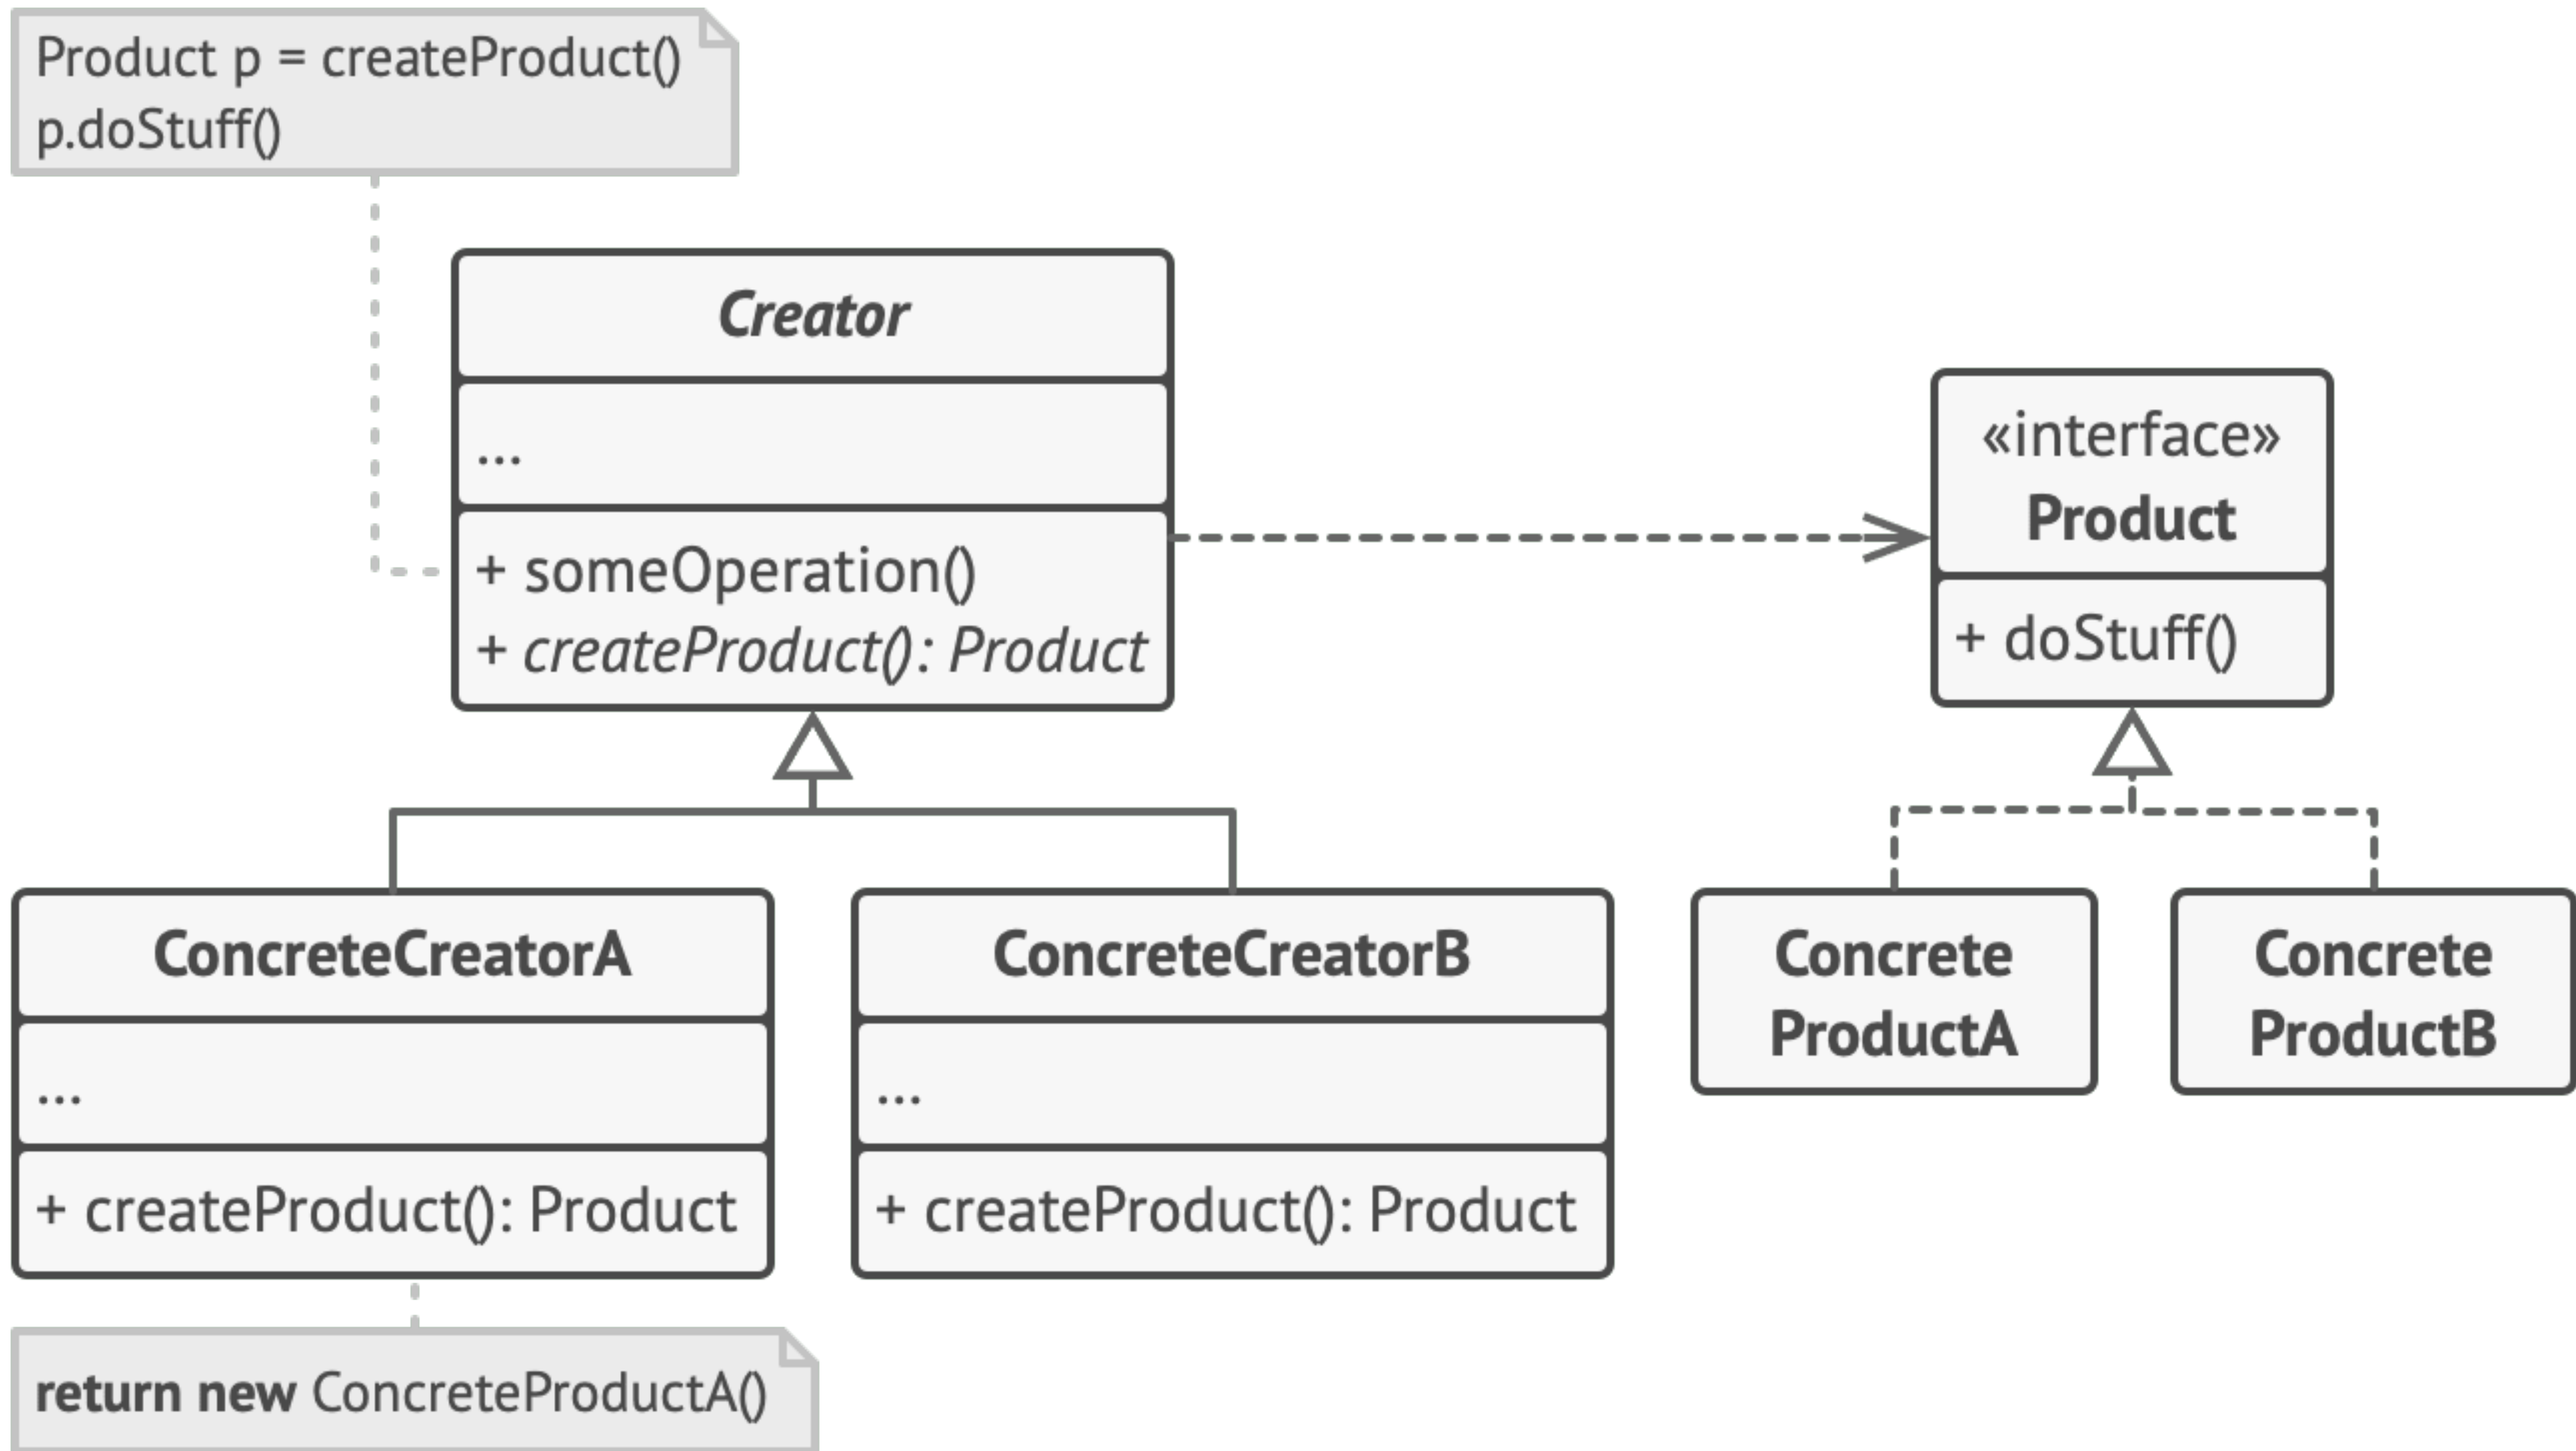 Product p = createProduct()
p.doStuff()
Creator
...
+ someOperation()
+ createProduct(): Product
«interface»
Product
+ doStuff()
ConcreteCreatorA
...
+ createProduct(): Product
ConcreteCreatorB
...
+ createProduct(): Product
Concrete
ProductA
Concrete
ProductB
return new ConcreteProductA()